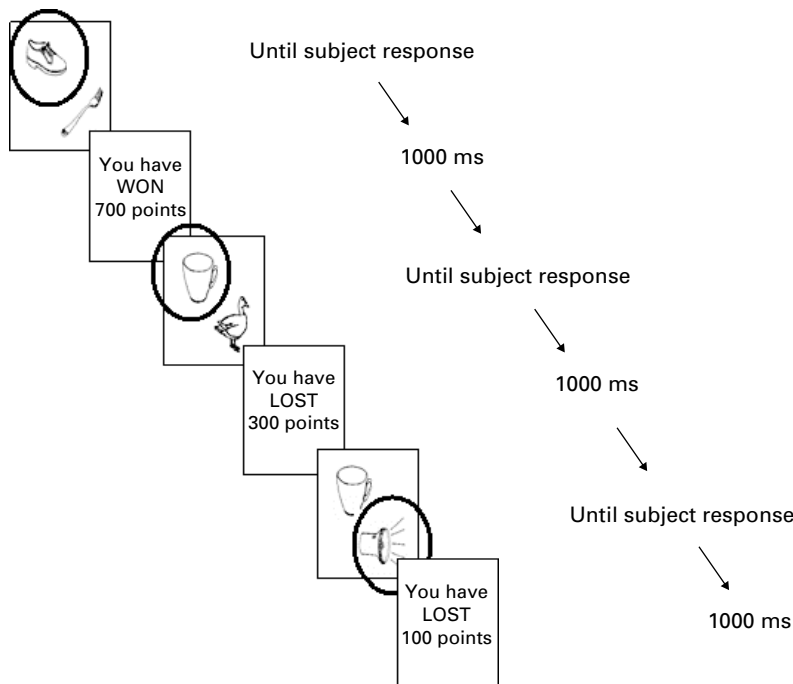 Until subject response
1000 ms
You have
WON
700 points
Until subject response
1000 ms
You have
LOST
300 points
Until subject response
You have
LOST
100 points
1000 ms